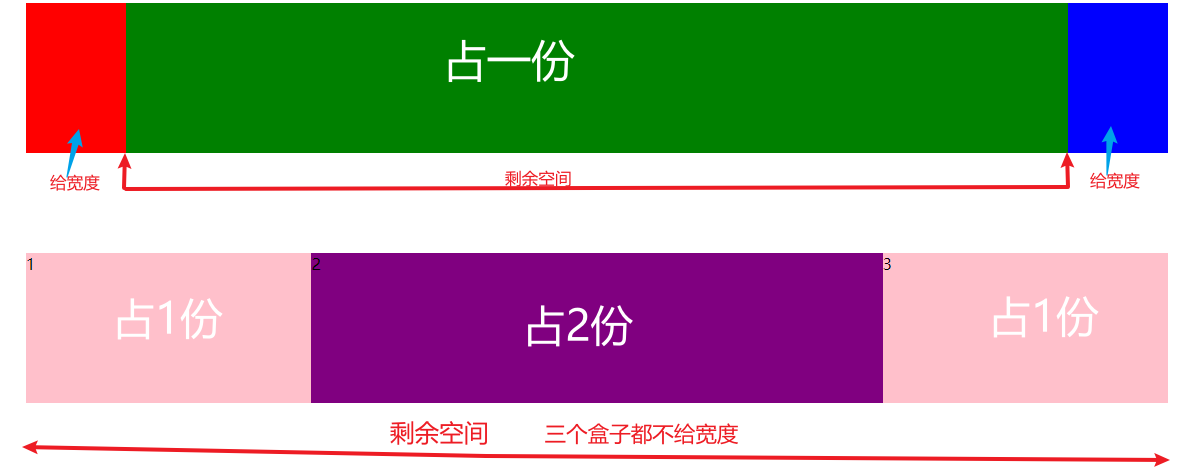 占一份
给宽度
剩余空间
给宽度
1
2
3
占1份
占2份
占1份
剩余空间 三个盒子都不给宽度